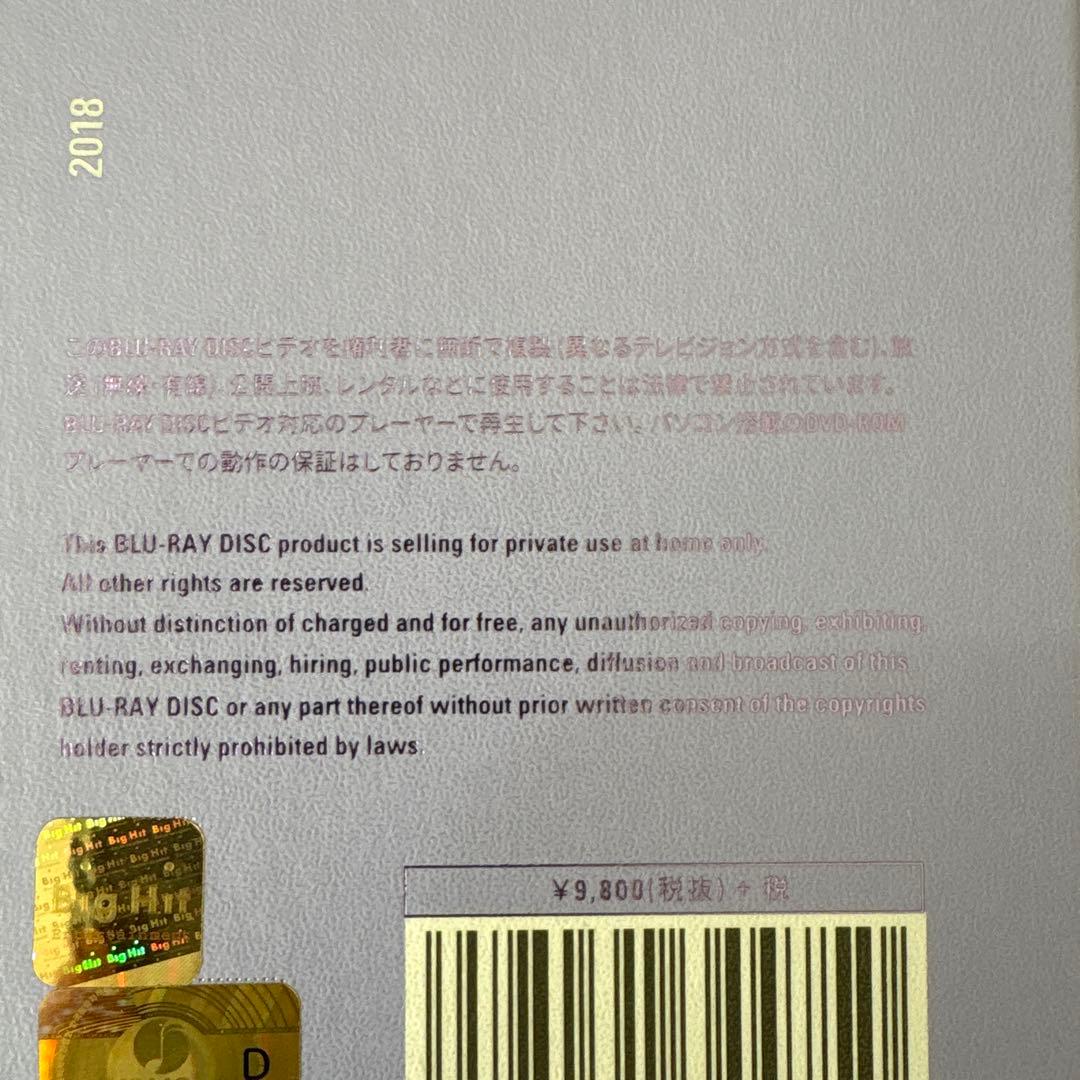 2018
このBLU-RAY DISCビデオを権利者に無断で複製(異なるテレビジョン方式を含む)、放
送(無線・有線)、公開上映、レンタルなどに使用することは法律で禁止されています。
BLU-RAY DISCビデオ対応のプレーヤーで再生して下さい。パソコン搭載のDVD-ROM
プレーヤーでの動作の保証はしておりません。
This BLU-RAY DISC product is selling for private use at home only.
All other rights are reserved.
Without distinction of charged and for free, any unauthorized copying, exhibiting,
renting, exchanging, hiring, public performance, diffusion and broadcast of this
BLU-RAY DISC or any part thereof without prior written consent of the copyrights
holder strictly prohibited by laws.
Big Hit
Entertainment
¥9,800(税抜) + 税
D